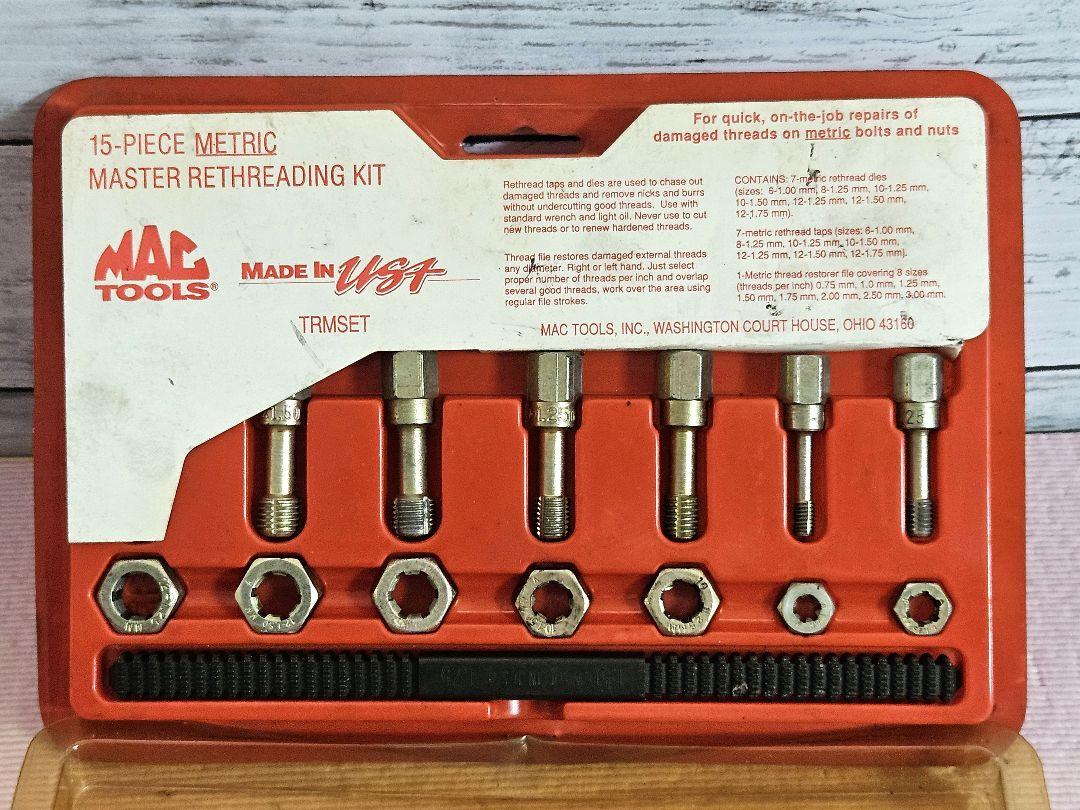 15-PIECE METRIC
MASTER RETHREADING KIT
MAC
TOOLS®
MADE IN USA
TRMSET
For quick, on-the-job repairs of
damaged threads on metric bolts and nuts
Rethread taps and dies are used to chase out
damaged threads and remove nicks and burrs
without undercutting good threads. Use with
standard wrench and light oil. Never use to cut
new threads or to renew hardened threads.
Thread file restores damaged external threads
any diameter. Right or left hand. Just select
proper number of threads per inch and overlap
several good threads, work over the area using
regular file strokes.
CONTAINS: 7-metric rethread dies
(sizes: 6-1.00 mm, 8-1.25 mm, 10-1.25 mm,
10-1.50 mm, 12-1.25 mm, 12-1.50 mm,
12-1.75 mm).
7-metric rethread taps (sizes: 6-1.00 mm,
8-1.25 mm, 10-1.25 mm, 10-1.50 mm,
12-1.25 mm, 12-1.50 mm, 12-1.75 mm).
1-Metric thread restorer file covering 8 sizes
(threads per inch) 0.75 mm, 1.0 mm, 1.25 mm,
1.50 mm, 1.75 mm, 2.00 mm, 2.50 mm, 3.00 mm.
MAC TOOLS, INC., WASHINGTON COURT HOUSE, OHIO 43160
1.50
1.25
25